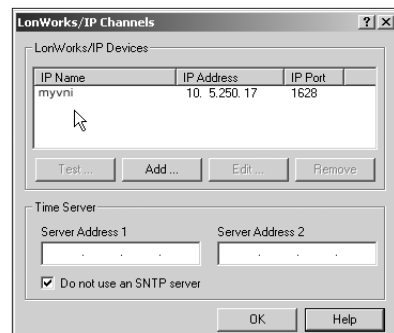 LonWorks/IP Channels
LonWorks/IP Devices
IP Name IP Address IP Port
myvni 10. 5.250. 17 1628
Test ... Add ... Edit ... Remove
Time Server
Server Address 1 Server Address 2
. . . . . .
Do not use an SNTP server
OK Help